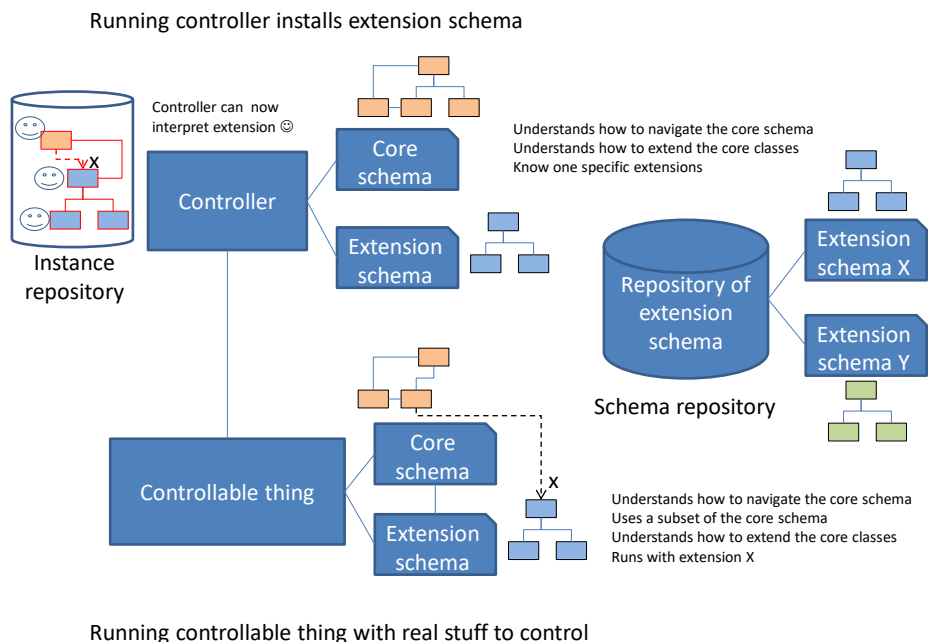 Running controller installs extension schema
Controller can now
interpret extension ☺
X
Instance
repository
Controller
Core
schema
Extension
schema
Understands how to navigate the core schema
Understands how to extend the core classes
Know one specific extensions
Repository of
extension
schema
Extension
schema X
Extension
schema Y
Schema repository
Controllable thing
Core
schema
Extension
schema
X
Understands how to navigate the core schema
Uses a subset of the core schema
Understands how to extend the core classes
Runs with extension X
Running controllable thing with real stuff to control